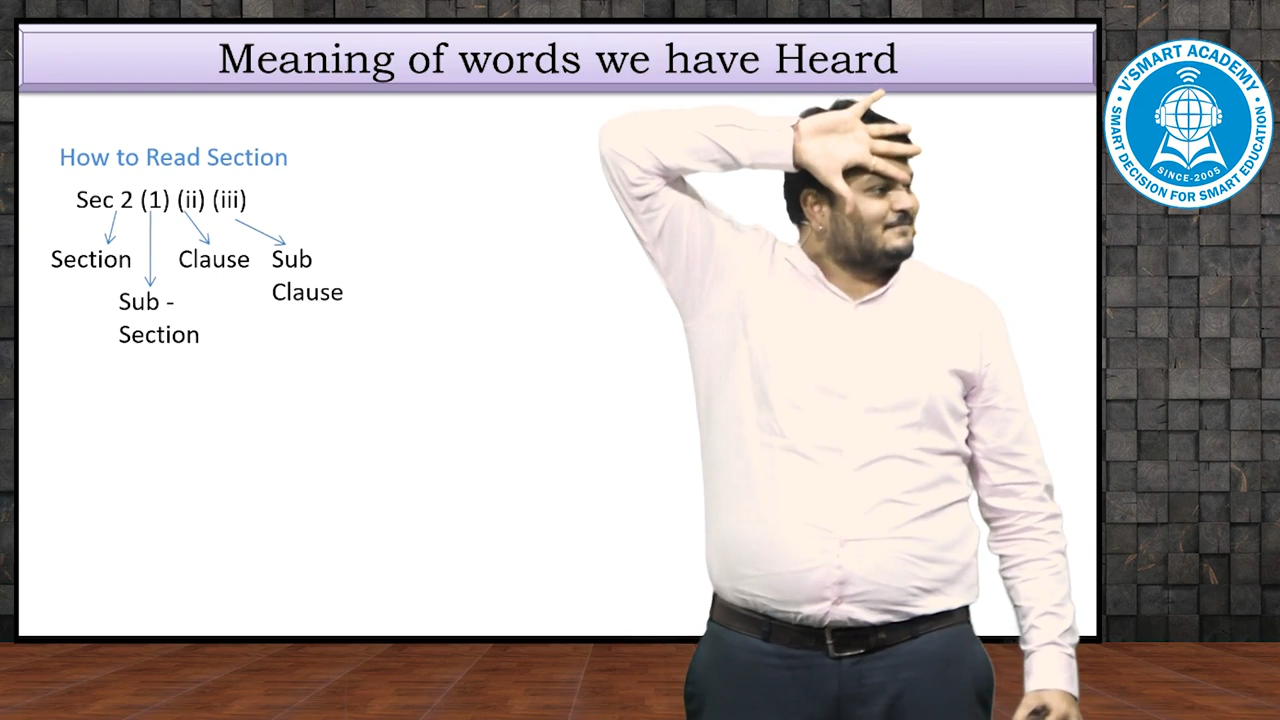 Meaning of words we have Heard
How to Read Section
Sec 2 (1) (ii) (iii)
Section
Clause
Sub
Clause
Sub -
Section
V'SMART ACADEMY
SINCE-2005
SMART DECISION FOR SMART EDUCATION